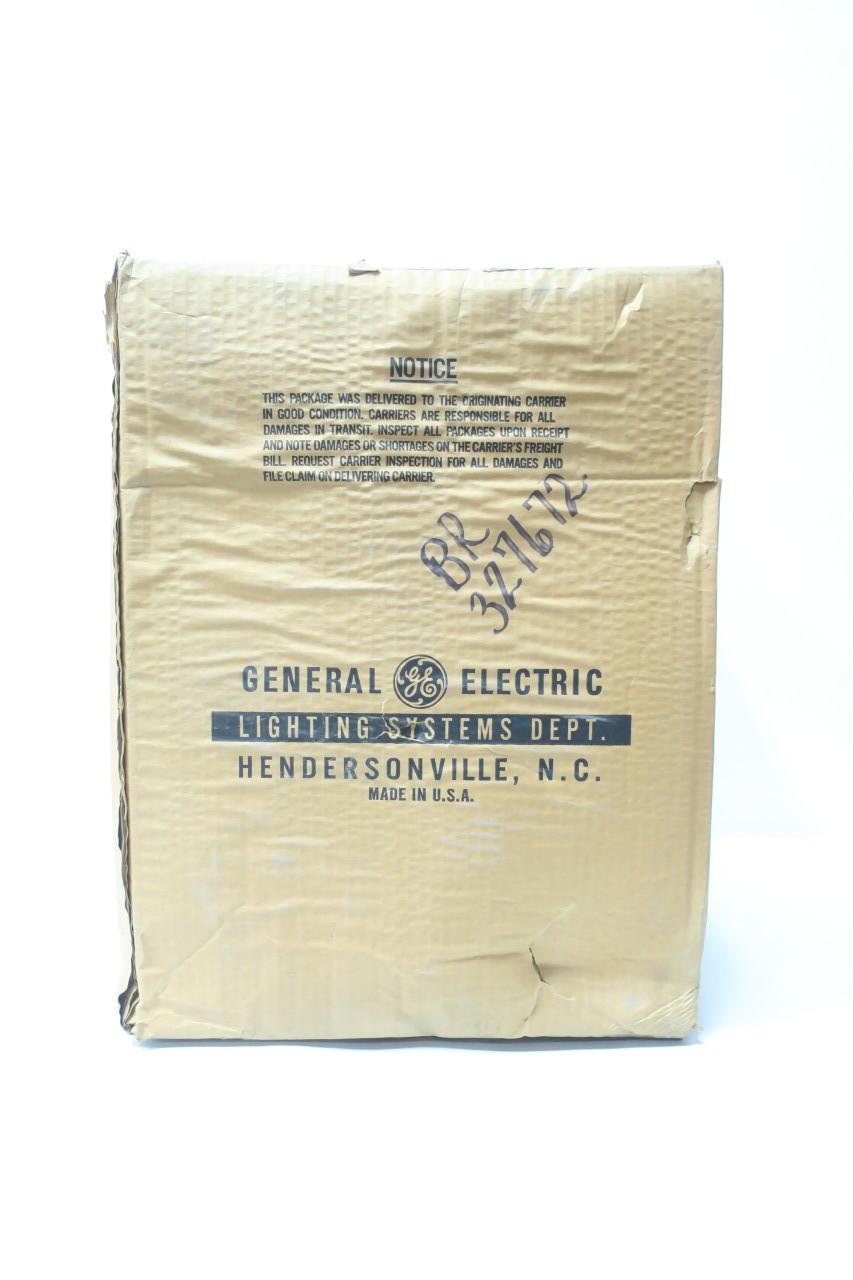 NOTICE
THIS PACKAGE WAS DELIVERED TO THE ORIGINATING CARRIER
IN GOOD CONDITION. CARRIERS ARE RESPONSIBLE FOR ALL
DAMAGES IN TRANSIT. INSPECT ALL PACKAGES UPON RECEIPT
AND NOTE DAMAGES OR SHORTAGES ON THE CARRIER'S FREIGHT
BILL. REQUEST CARRIER INSPECTION FOR ALL DAMAGES AND
FILE CLAIM ON DELIVERING CARRIER.
BR
327672
GENERAL GE ELECTRIC
LIGHTING SYSTEMS DEPT.
HENDERSONVILLE, N.C.
MADE IN U.S.A.